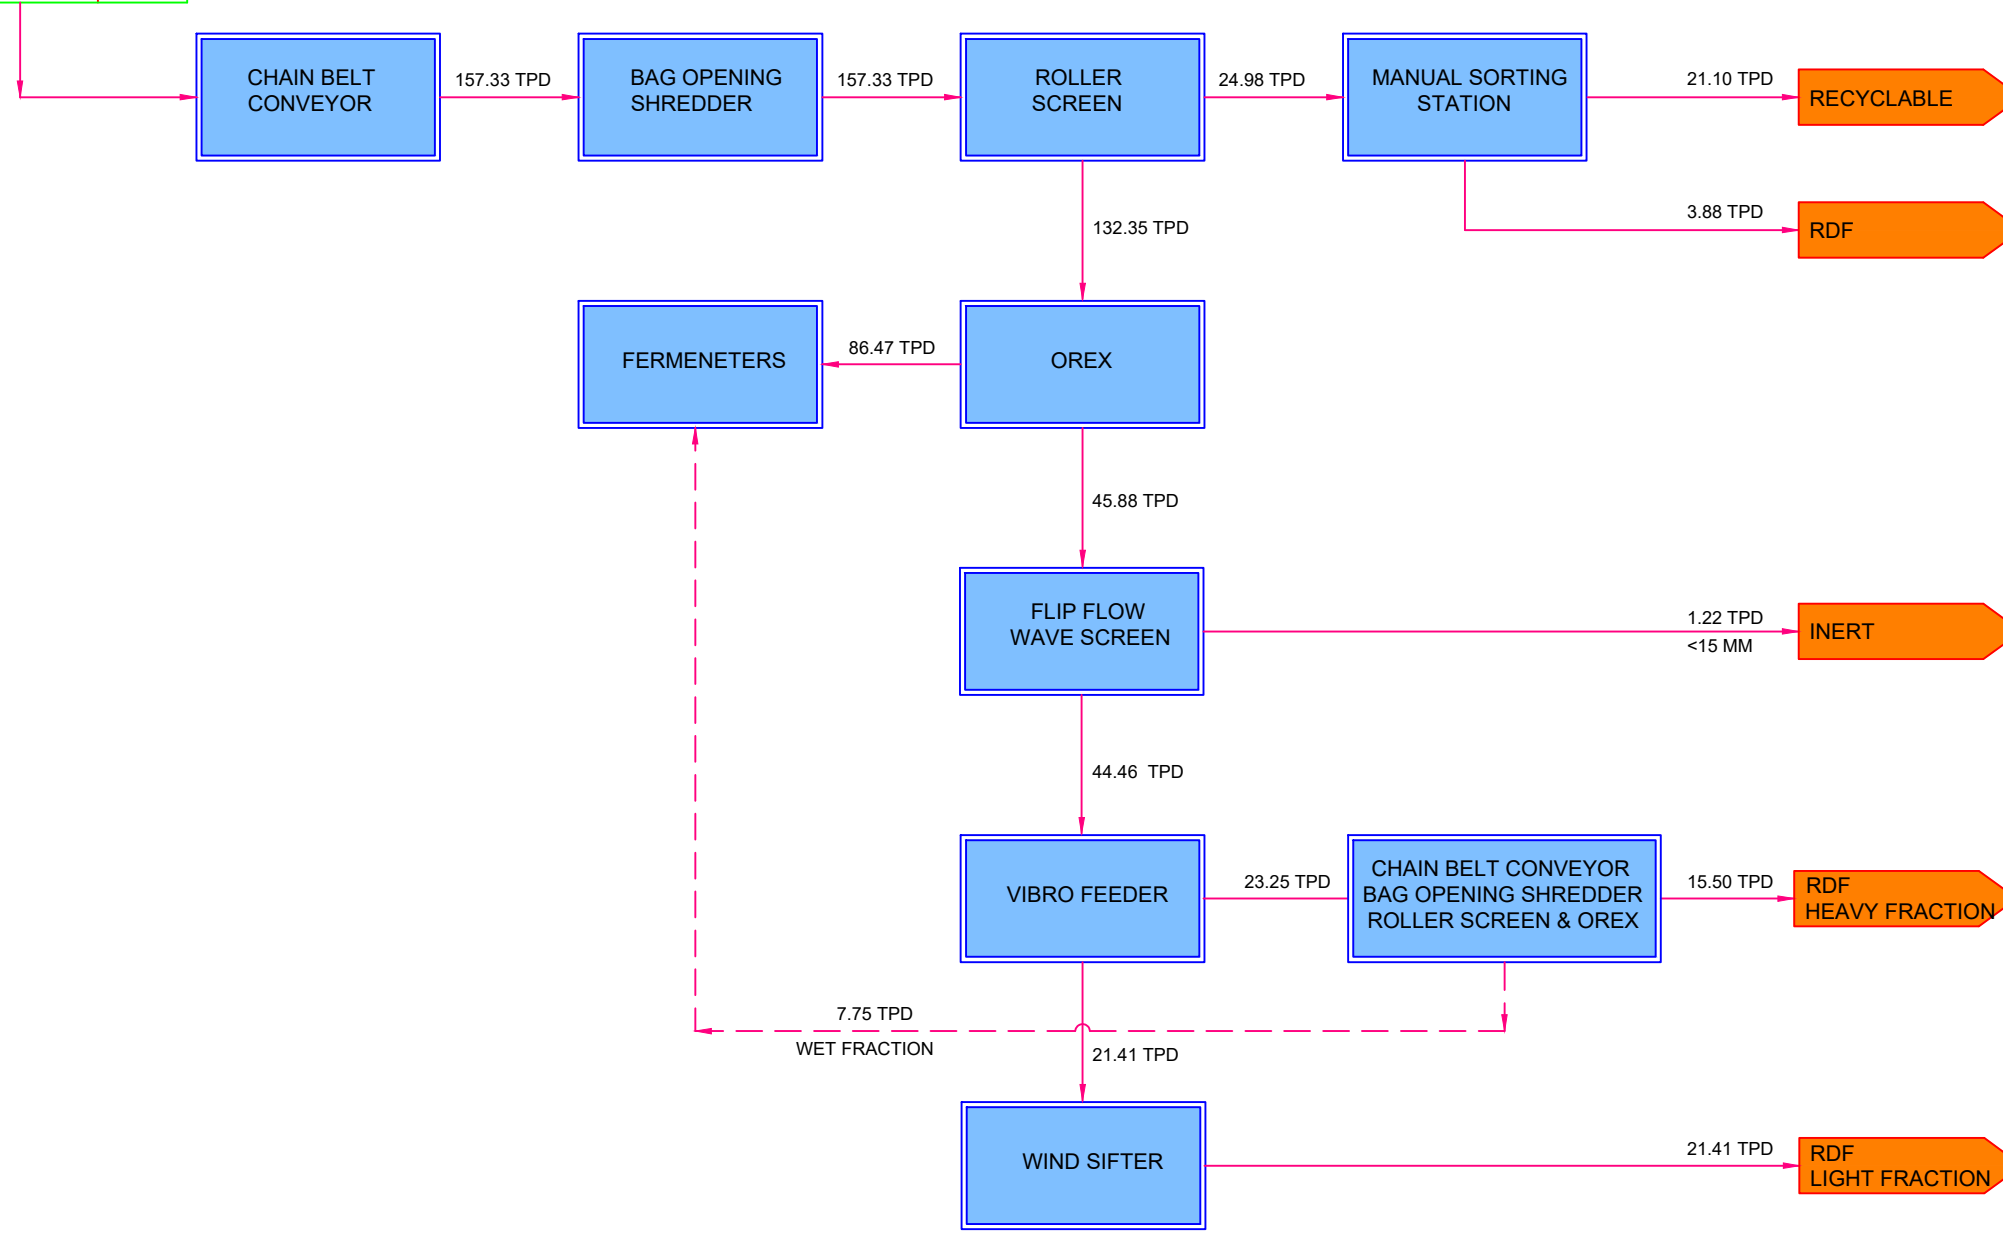 CHAIN BELT
CONVEYOR
157.33 TPD
BAG OPENING
SHREDDER
157.33 TPD
ROLLER
SCREEN
24.98 TPD
MANUAL SORTING
STATION
21.10 TPD
RECYCLABLE
3.88 TPD
RDF
132.35 TPD
FERMENETERS
86.47 TPD
OREX
45.88 TPD
FLIP FLOW
WAVE SCREEN
1.22 TPD
<15 MM
INERT
44.46 TPD
VIBRO FEEDER
23.25 TPD
CHAIN BELT CONVEYOR
BAG OPENING SHREDDER
ROLLER SCREEN & OREX
15.50 TPD
RDF
HEAVY FRACTION
7.75 TPD
WET FRACTION
21.41 TPD
WIND SIFTER
21.41 TPD
RDF
LIGHT FRACTION